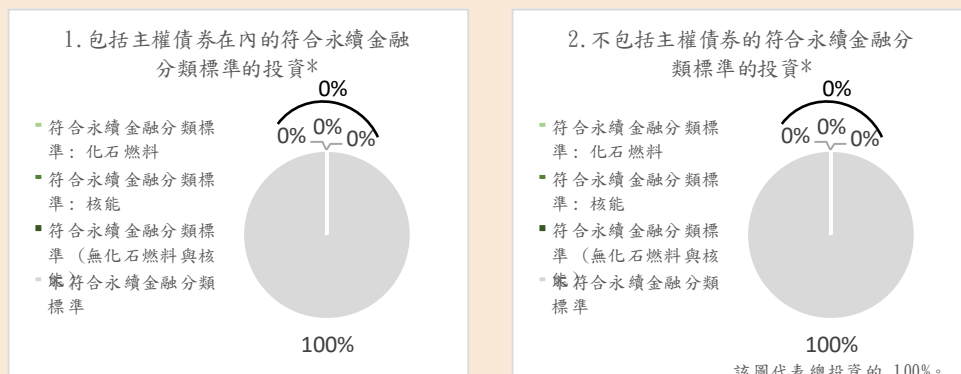 1.包括主權債券在內的符合永續金融
分類標準的投資*
0%
0% 0% 0%
符合永續金融分類標
準: 化石燃料
符合永續金融分類標
準: 核能
符合永續金融分類標
準 (無化石燃料與核
能)
未符合永續金融分類
標準
100%
2.不包括主權債券的符合永續金融分
類標準的投資*
0%
0% 0% 0%
符合永續金融分類標
準: 化石燃料
符合永續金融分類標
準: 核能
符合永續金融分類標
準 (無化石燃料與核
能)
未符合永續金融分類
標準
100%
該圖代表總投資的 100%。